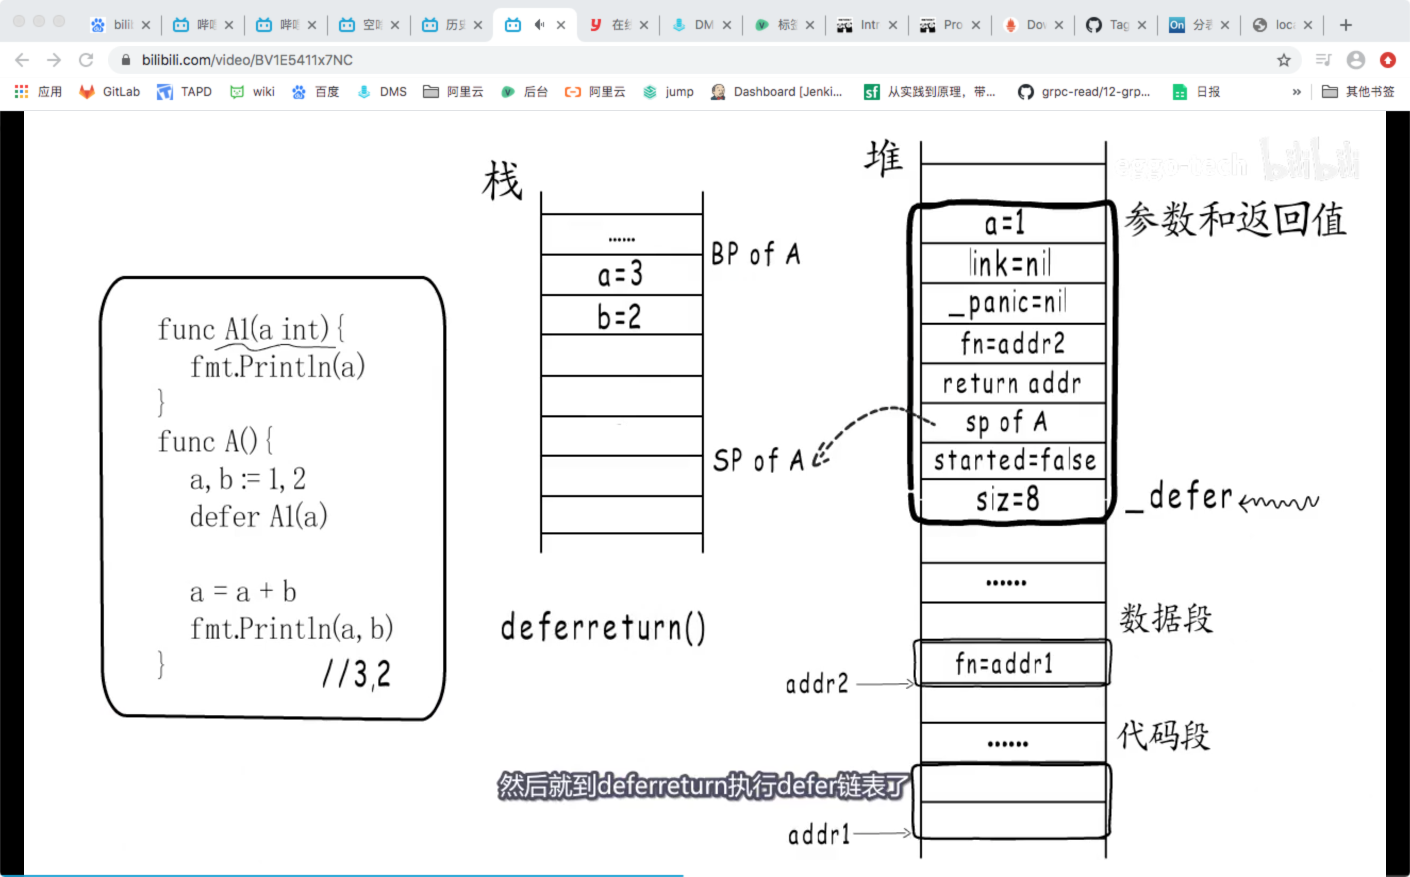 bili
哔
哔
空
历史
在线
DM
标签
Intr
Pro
Dov
Tag
On
分
loca
bilibili.com/video/BV1E5411x7NC
应用
GitLab
TAPD
wiki
百度
DMS
阿里云
后台
阿里云
jump
Dashboard [Jenki...
sf
从实践到原理，带...
grpc-read/12-grp...
日报
»
其他书签
eggo-tech bilibili
func A1(a int){
fmt.Println(a)
}
func A(){
a, b := 1, 2
defer A1(a)
a = a + b
fmt.Println(a, b)
}
//3,2
栈
......
BP of A
a=3
b=2
SP of A
deferreturn()
堆
a=1
参数和返回值
link=nil
_panic=nil
fn=addr2
return addr
sp of A
started=false
siz=8
_defer
......
数据段
fn=addr1
addr2
......
代码段
addr1
然后就到deferreturn执行defer链表了